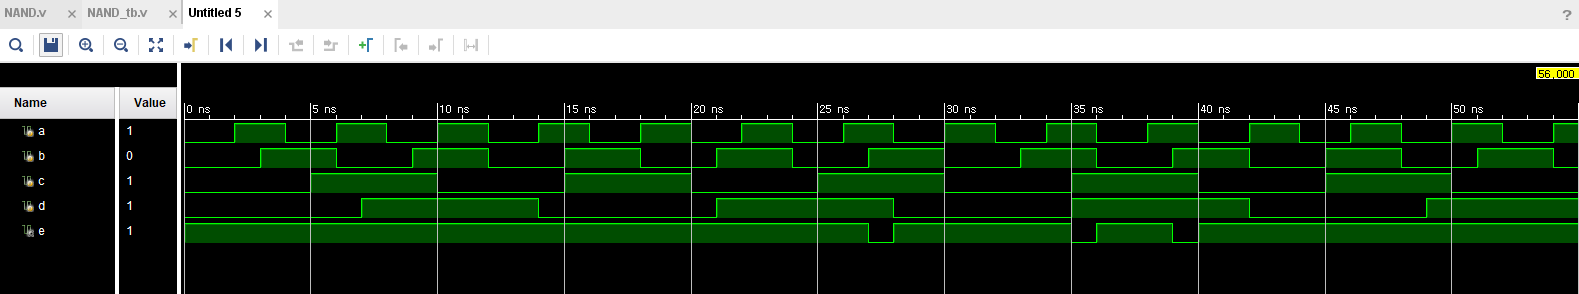 NAND.v × NAND_tb.v × Untitled 5 ×
?
56,000
Name Value
0 ns 5 ns 10 ns 15 ns 20 ns 25 ns 30 ns 35 ns 40 ns 45 ns 50 ns
a 1
b 0
c 1
d 1
e 1